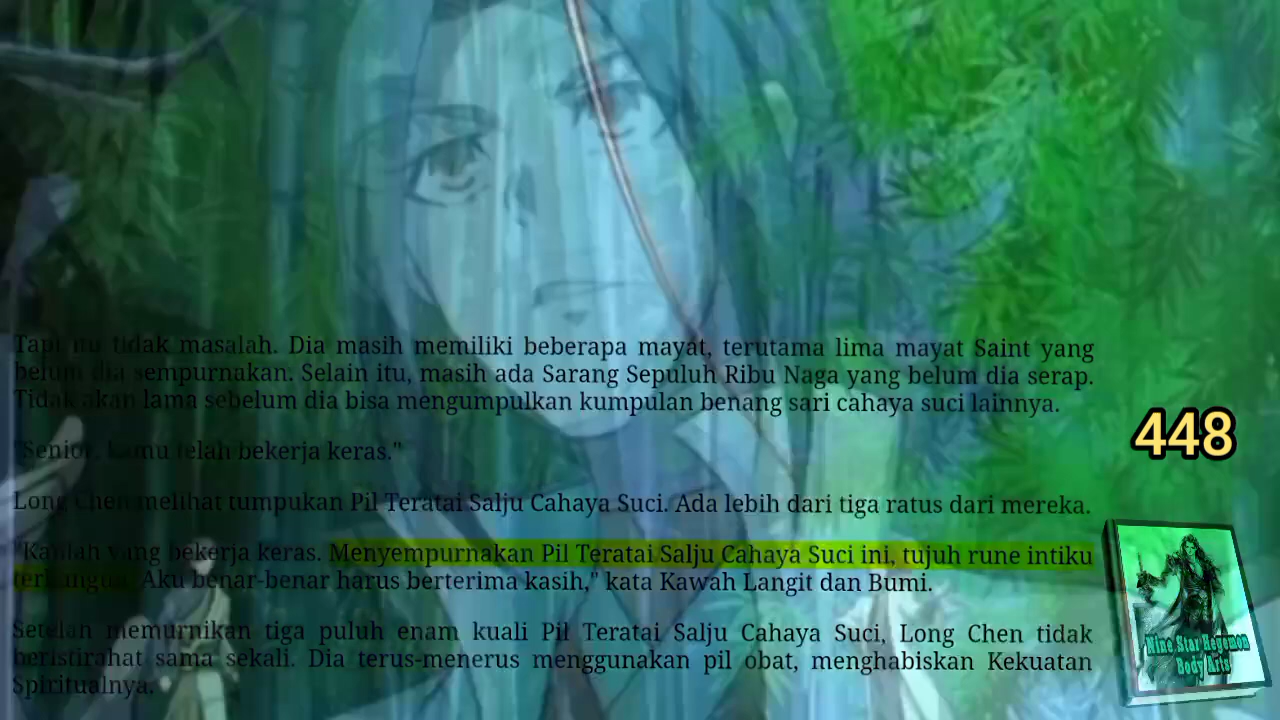 Tapi itu tidak masalah. Dia masih memiliki beberapa mayat, terutama lima mayat Saint yang
belum dia sempurnakan. Selain itu, masih ada Sarang Sepuluh Ribu Naga yang belum dia serap.
Tidak akan lama sebelum dia bisa mengumpulkan kumpulan benang sari cahaya suci lainnya.
"Senior, kamu telah bekerja keras."
Long Chen melihat tumpukan Pil Teratai Salju Cahaya Suci. Ada lebih dari tiga ratus dari mereka.
"Kaulah yang bekerja keras. Menyempurnakan Pil Teratai Salju Cahaya Suci ini, tujuh rune intiku
terbangun. Aku benar-benar harus berterima kasih," kata Kawah Langit dan Bumi.
Setelah memurnikan tiga puluh enam kuali Pil Teratai Salju Cahaya Suci, Long Chen tidak
beristirahat sama sekali. Dia terus-menerus menggunakan pil obat, menghabiskan Kekuatan
Spiritualnya.
448
Nine Star Hegemon
Body Arts